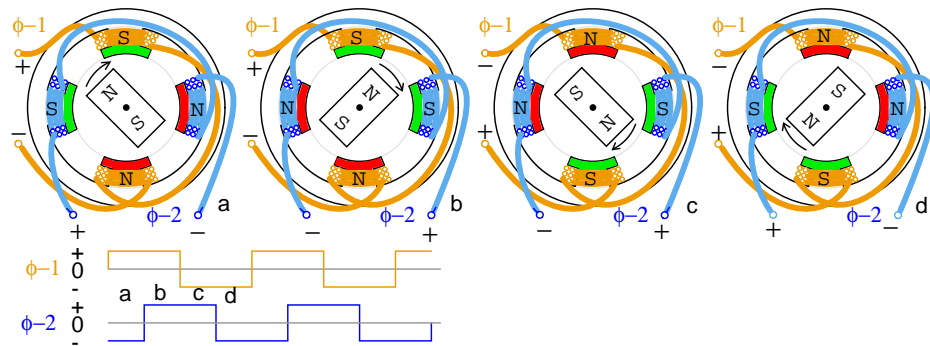 ϕ−1 ϕ−1 ϕ−1 ϕ−1
S S N N
+ + − −
N S N S
S N N S N S S N
S N N S
− − + +
N N S S
ϕ−2 a ϕ−2 b ϕ−2 c ϕ−2 d
+ − − + − + + −
+
ϕ−1 0
-
a b c d
+
ϕ−2 0
-